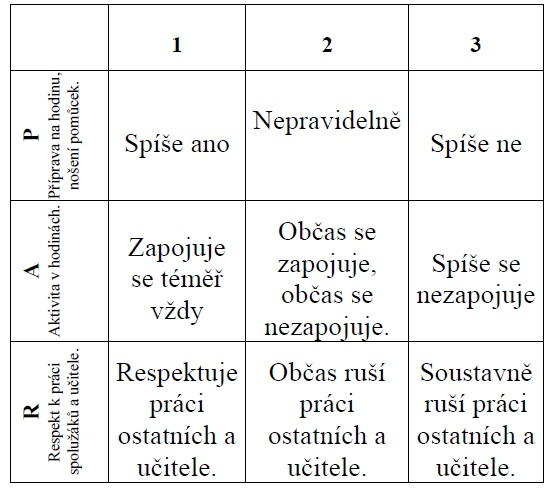 1 2 3
P
Příprava na hodinu,
nošení pomůcek.
Spíše ano
Nepravidelně
Spíše ne
A
Aktivita v hodinách.
Zapojuje
se téměř
vždy
Občas se
zapojuje,
občas se
nezapojuje.
Spíše se
nezapojuje
R
Respekt k práci
spolužáků a učitele.
Respektuje
práci
ostatních a
učitele.
Občas ruší
práci
ostatních a
učitele.
Soustavně
ruší práci
ostatních a
učitele.